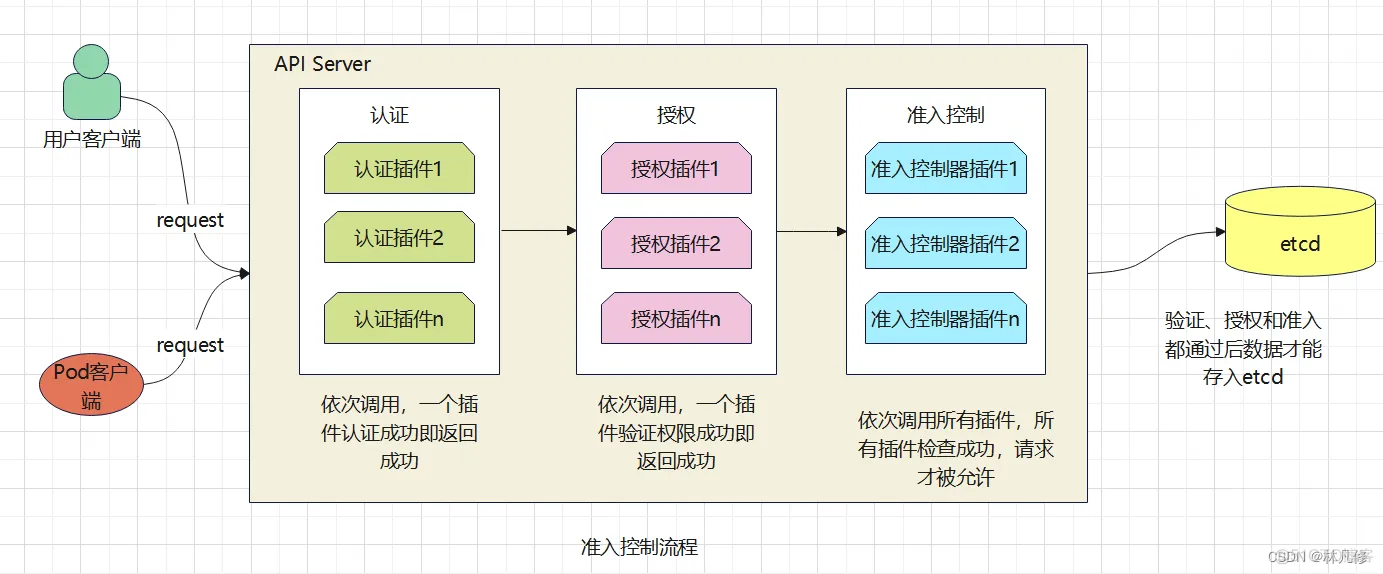 API Server
认证
授权
准入控制
用户客户端
认证插件1
授权插件1
准入控制器插件1
request
认证插件2
授权插件2
准入控制器插件2
etcd
认证插件n
授权插件n
准入控制器插件n
request
Pod客户
端
验证、授权和准入
都通过后数据才能
存入etcd
依次调用，一个插
件认证成功即返回
成功
依次调用，一个插
件验证权限成功即
返回成功
依次调用所有插件，所
有插件检查成功，请求
才被允许
准入控制流程
CSDN @林凡修